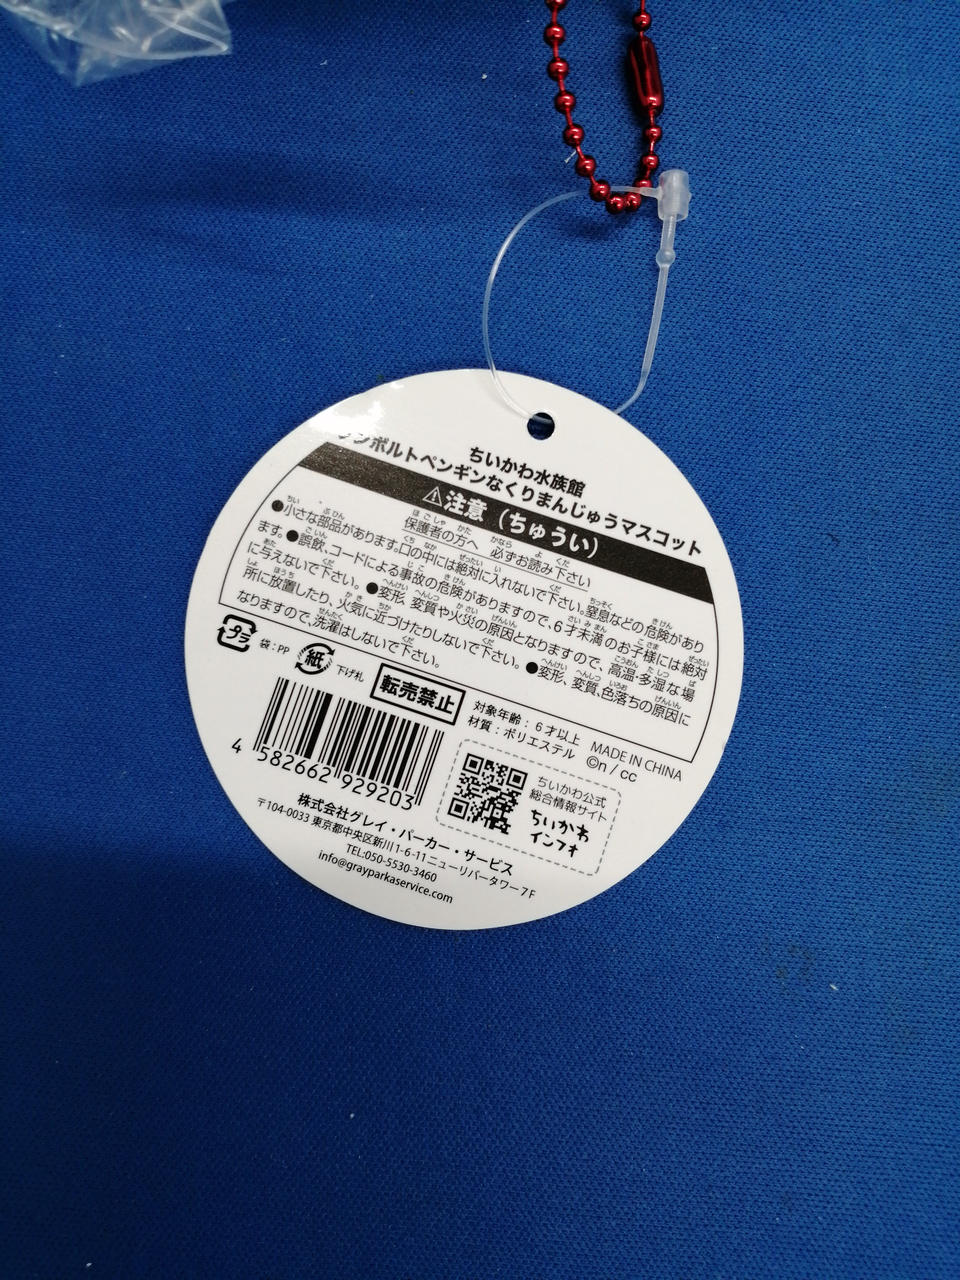 ちいかわ水族館
ンボルトペンギンなくりまんじゅうマスコット
⚠注意（ちゅうい）
保護者の方へ 必ずお読み下さい
●小さな部品があります。口の中には絶対に入れないで下さい。窒息などの危険があり
ます。●誤飲、コードによる事故の危険がありますので、6才未満のお子様には絶対
に与えないで下さい。●変形、変質や火災の原因となりますので、高温·多湿な場
所に放置したり、火気に近づけたりしないで下さい。●変形、変質、色落ちの原因に
なりますので、洗濯はしないで下さい。
プラ
袋：PP
紙
下げ札
転売禁止
対象年齢：6才以上
材質：ポリエステル
MADE IN CHINA
©n / cc
4 582662 929203
ちいかわ公式
総合情報サイト
ちいかわ
インフォ
株式会社グレイ・パーカー・サービス
〒104-0033 東京都中央区新川1-6-11ニューリバータワー7F
TEL:050-5530-3460
info@grayparkaservice.com